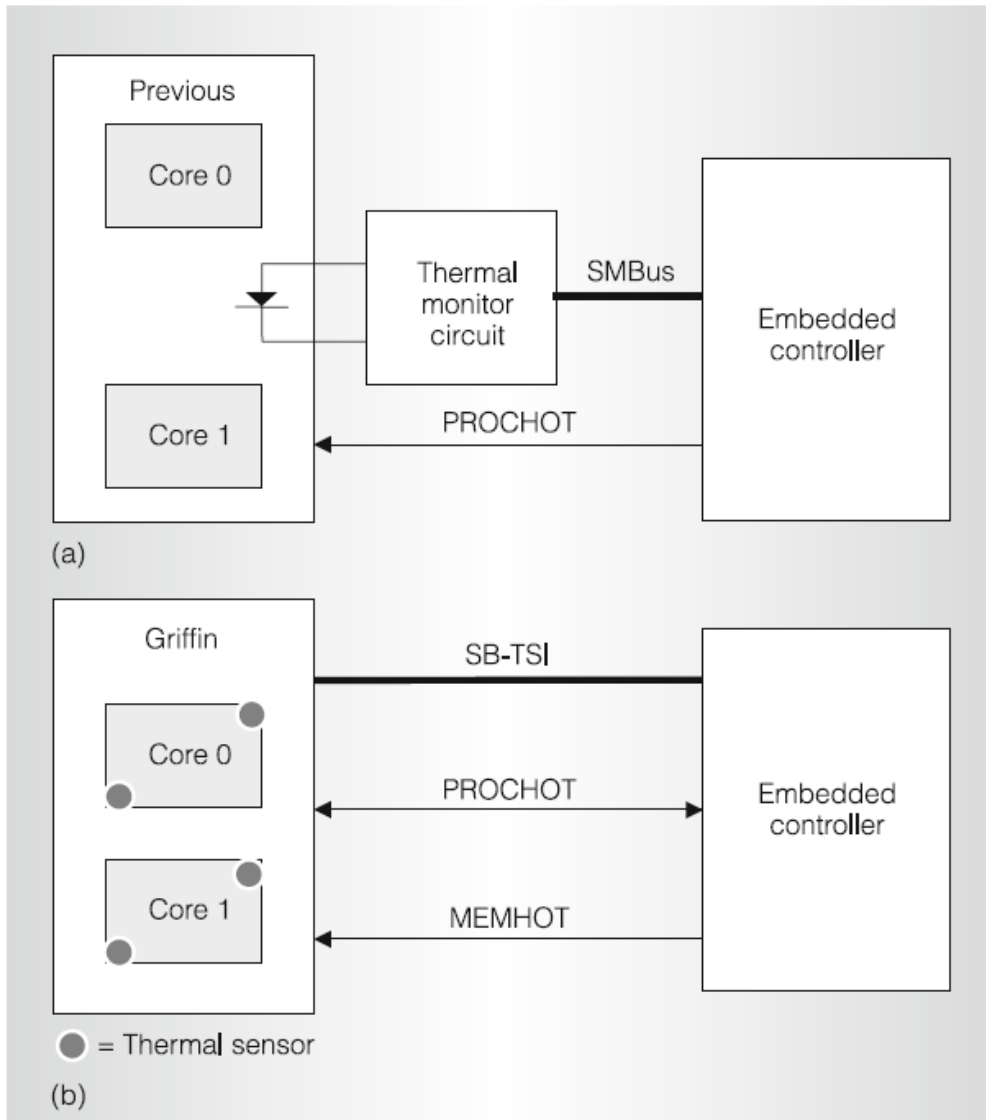 Previous
Core 0
Thermal
monitor
circuit
SMBus
Embedded
controller
Core 1
PROCHOT
(a)
Griffin
SB-TSI
Core 0
PROCHOT
Embedded
controller
Core 1
MEMHOT
= Thermal sensor
(b)